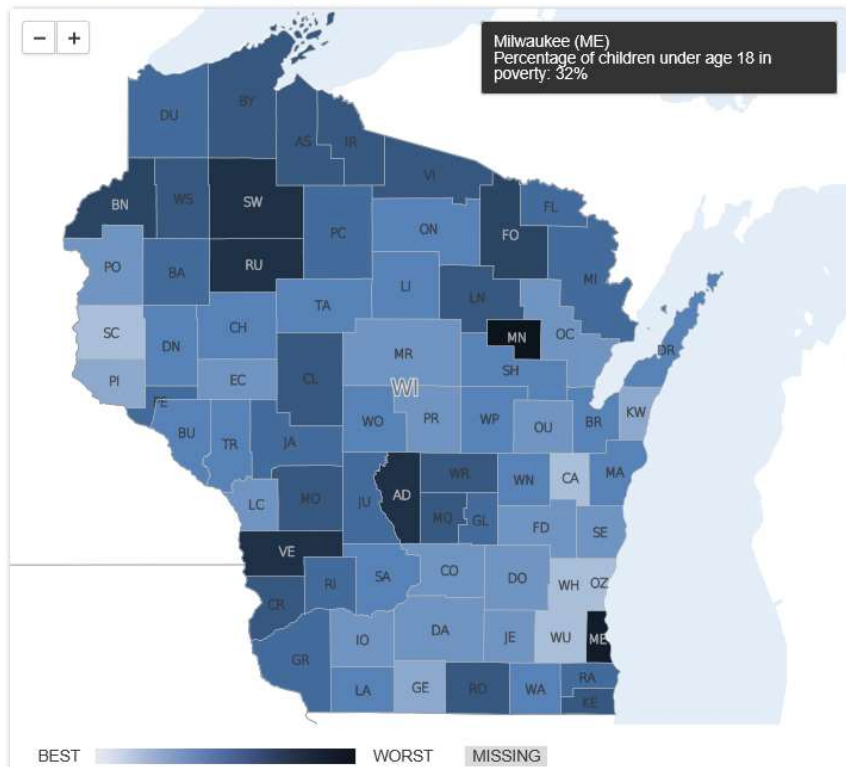 − +
Milwaukee (ME)
Percentage of children under age 18 in
poverty: 32%
BY
DU
AS
IR
VI
BN
WS
SW
FL
PC
ON
FO
PO
BA
RU
MI
LI
LN
TA
SC
CH
OC
DN
MN
DR
MR
SH
PI
EC
CL
WI
FE
KW
BU
TR
WO
PR
WP
OU
BR
JA
WR
WN
CA
MA
LC
MO
JU
AD
MQ
GL
FD
SE
VE
CO
DO
WH
OZ
CR
RI
SA
IO
DA
JE
WU
ME
GR
LA
GE
RO
WA
RA
KE
BEST
WORST
MISSING